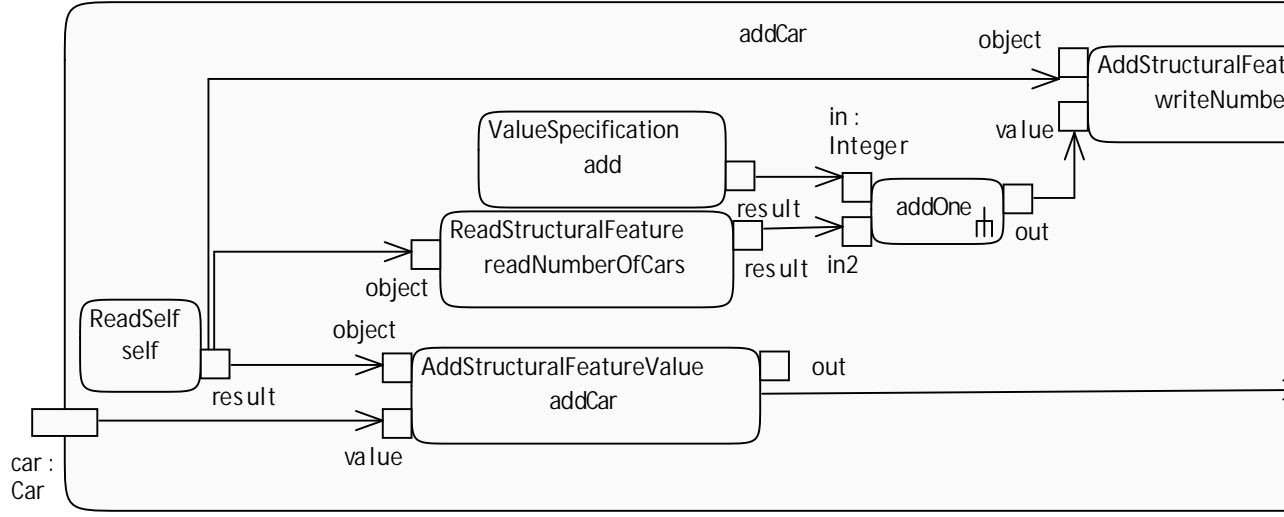 addCar
object
AddStructuralFeat
writeNumbe
value
in :
Integer
ValueSpecification
add
result
addOne
out
ReadStructuralFeature
readNumberOfCars
result
in2
object
ReadSelf
self
result
object
AddStructuralFeatureValue
addCar
out
value
car :
Car